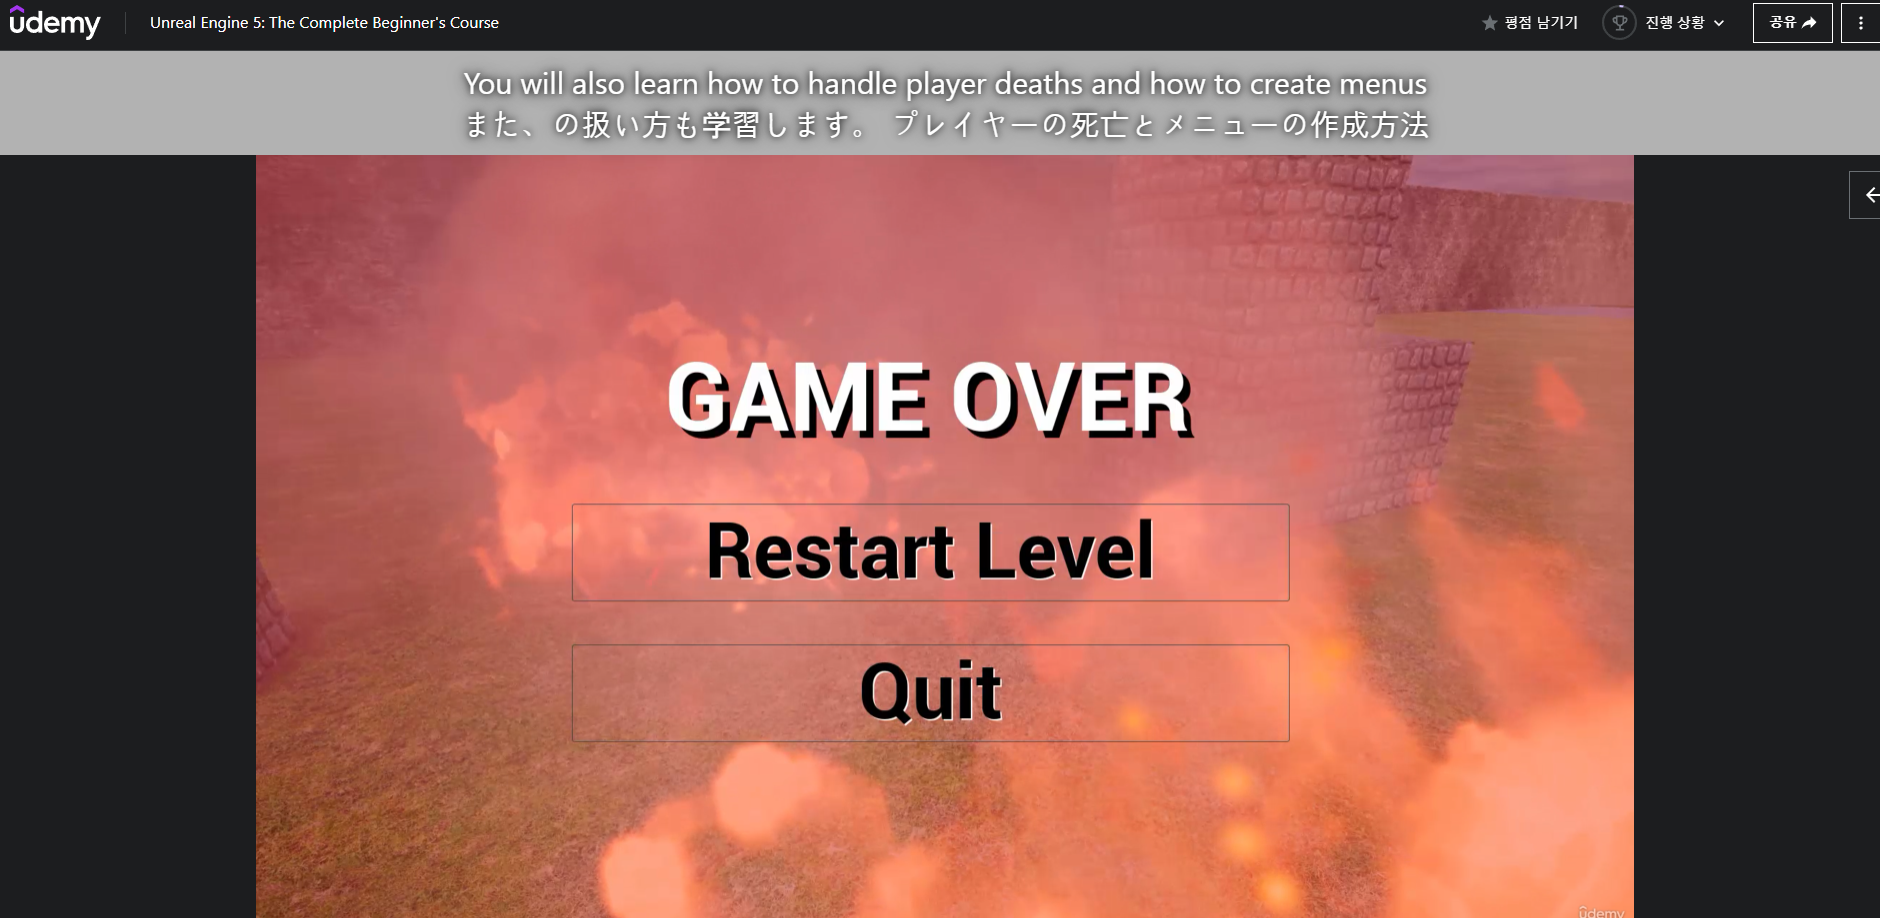 udemy
Unreal Engine 5: The Complete Beginner's Course
평점 남기기
진행 상황
공유
You will also learn how to handle player deaths and how to create menus
また、の扱い方も学習します。 プレイヤーの死亡とメニューの作成方法
GAME OVER
Restart Level
Quit
udemy